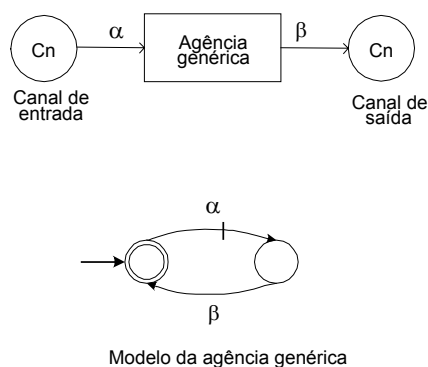 α
β
Cn
Agência
genérica
Cn
Canal de
entrada
Canal de
saída
α
β
Modelo da agência genérica